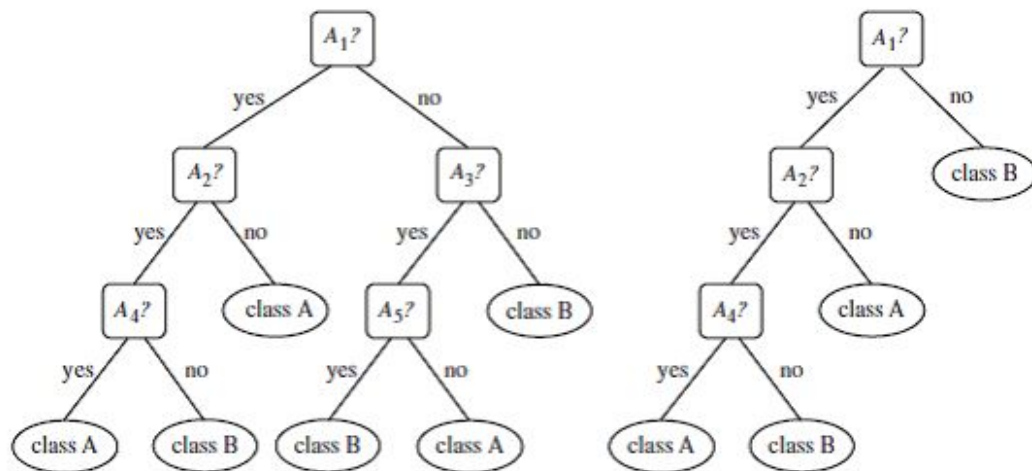 A1?
A1?
yes
no
yes
no
A2?
A3?
A2?
class B
yes
no
yes
no
yes
no
A4?
class A
A5?
class B
A4?
class A
yes
no
yes
no
yes
no
class A
class B
class B
class A
class A
class B